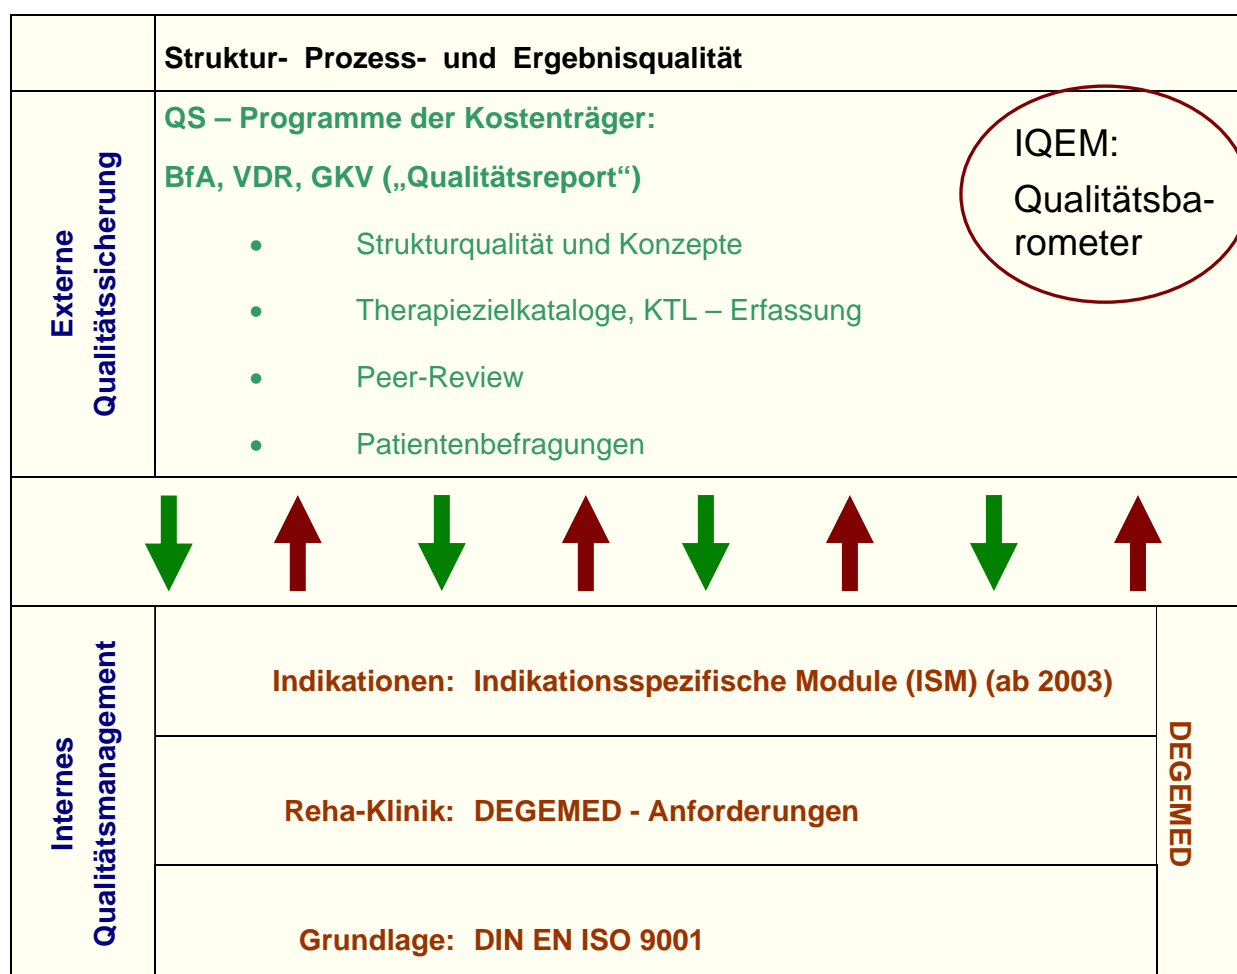 Struktur- Prozess- und Ergebnisqualität
Externe
Qualitätssicherung
QS – Programme der Kostenträger:
BfA, VDR, GKV („Qualitätsreport“)
• Strukturqualität und Konzepte
• Therapiezielkataloge, KTL – Erfassung
• Peer-Review
• Patientenbefragungen
IQEM:
Qualitätsba-
rometer
Internes
Qualitätsmanagement
Indikationen: Indikationsspezifische Module (ISM) (ab 2003)
Reha-Klinik: DEGEMED - Anforderungen
Grundlage: DIN EN ISO 9001
DEGEMED